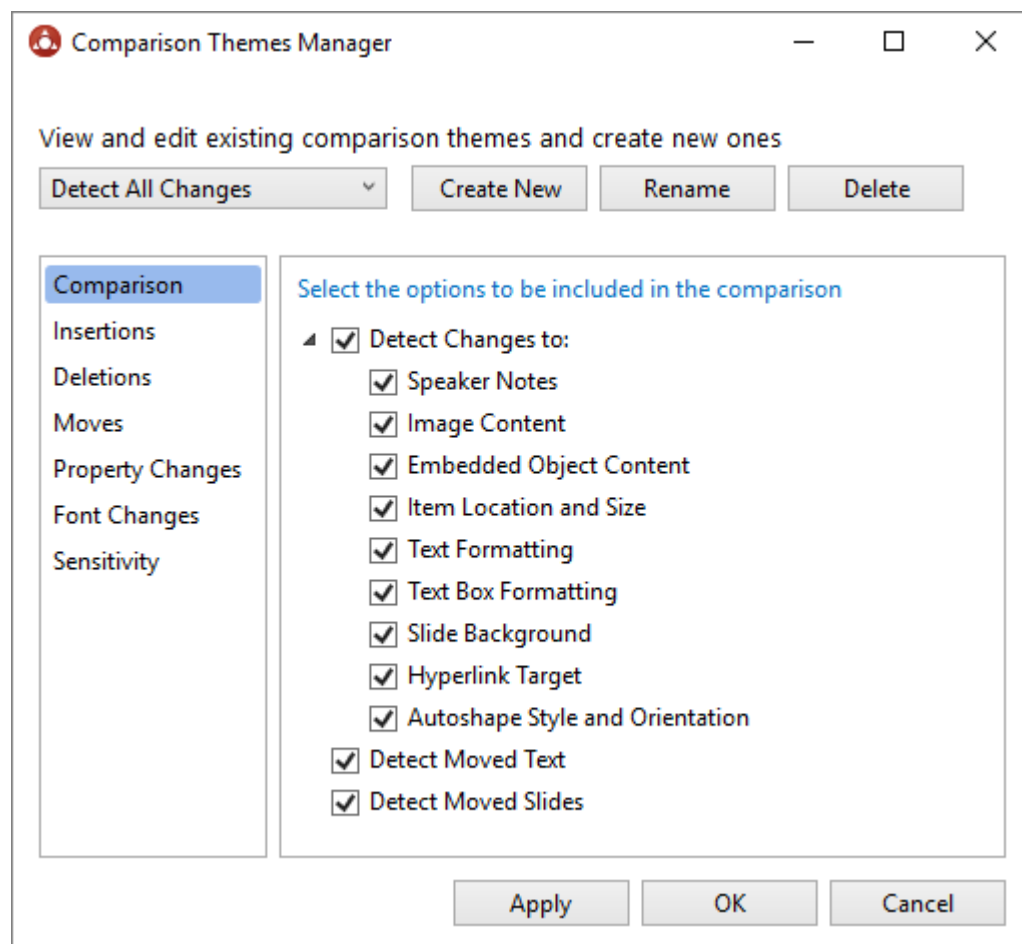 Comparison Themes Manager
View and edit existing comparison themes and create new ones
Detect All Changes
Create New
Rename
Delete
Comparison
Insertions
Deletions
Moves
Property Changes
Font Changes
Sensitivity
Select the options to be included in the comparison
Detect Changes to:
Speaker Notes
Image Content
Embedded Object Content
Item Location and Size
Text Formatting
Text Box Formatting
Slide Background
Hyperlink Target
Autoshape Style and Orientation
Detect Moved Text
Detect Moved Slides
Apply
OK
Cancel